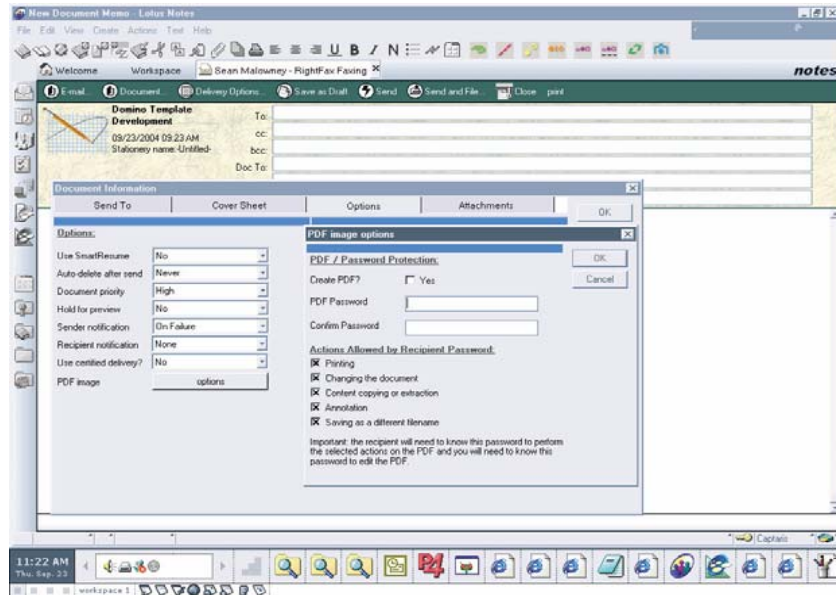 New Document Memo - Lotus Notes
File Edit View Create Actions Text Help
Welcome Workspace Sean Malowney - RightFax Faxing
notes
E-mail... Document... Delivery Options... Save as Draft Send Send and File... Close print
Domino Template
Development
09/23/2004 09:23 AM
Stationery name:-Untitled-
To:
cc:
bcc:
Doc To:
Document Information
Send To Cover Sheet Options Attachments
OK
Options:
Use SmartResume No
Auto-delete after send Never
Document priority High
Hold for preview No
Sender notification On Failure
Recipient notification None
Use certified delivery? No
PDF image options
PDF image options
PDF / Password Protection:
OK
Create PDF? Yes
Cancel
PDF Password
Confirm Password
Actions Allowed by Recipient Password:
Printing
Changing the document
Content copying or extraction
Annotation
Saving as a different filename
Important: the recipient will need to know this password to perform
the selected actions on the PDF and you will need to know this
password to edit the PDF.
Captaris
11:22 AM
Thu. Sep. 23
workspace 1